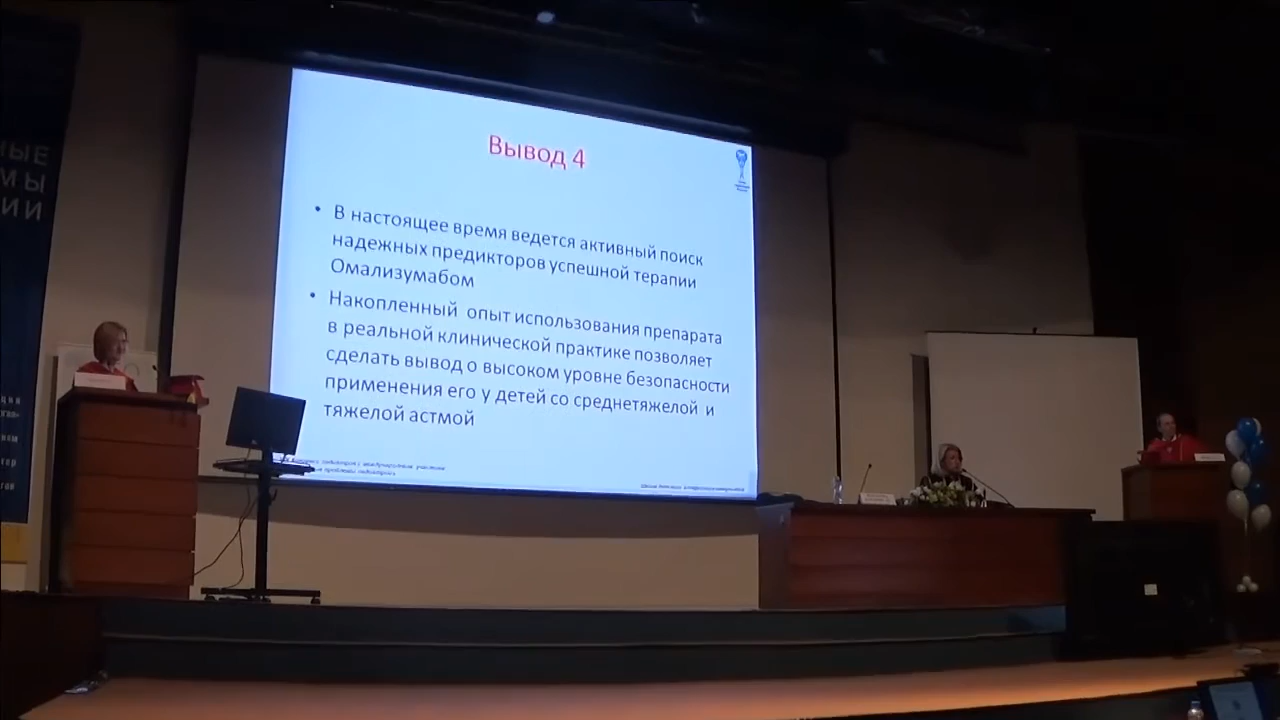 Вывод 4
• В настоящее время ведется активный поиск
надежных предикторов успешной терапии
Омализумабом
• Накопленный опыт использования препарата
в реальной клинической практике позволяет
сделать вывод о высоком уровне безопасности
применения его у детей со среднетяжелой и
тяжелой астмой